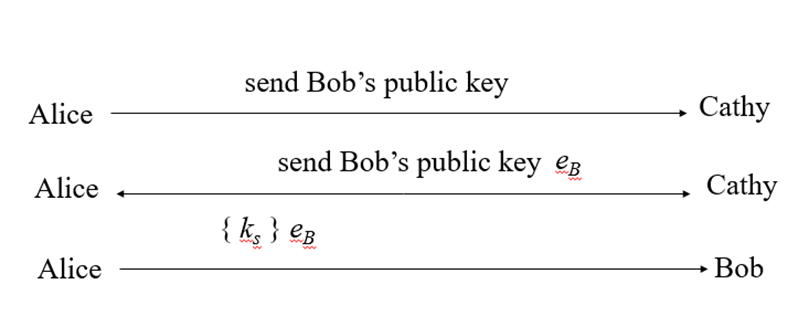 send Bob’s public key
Alice Cathy
send Bob’s public key e_B
Alice Cathy
{ k_s } e_B
Alice Bob